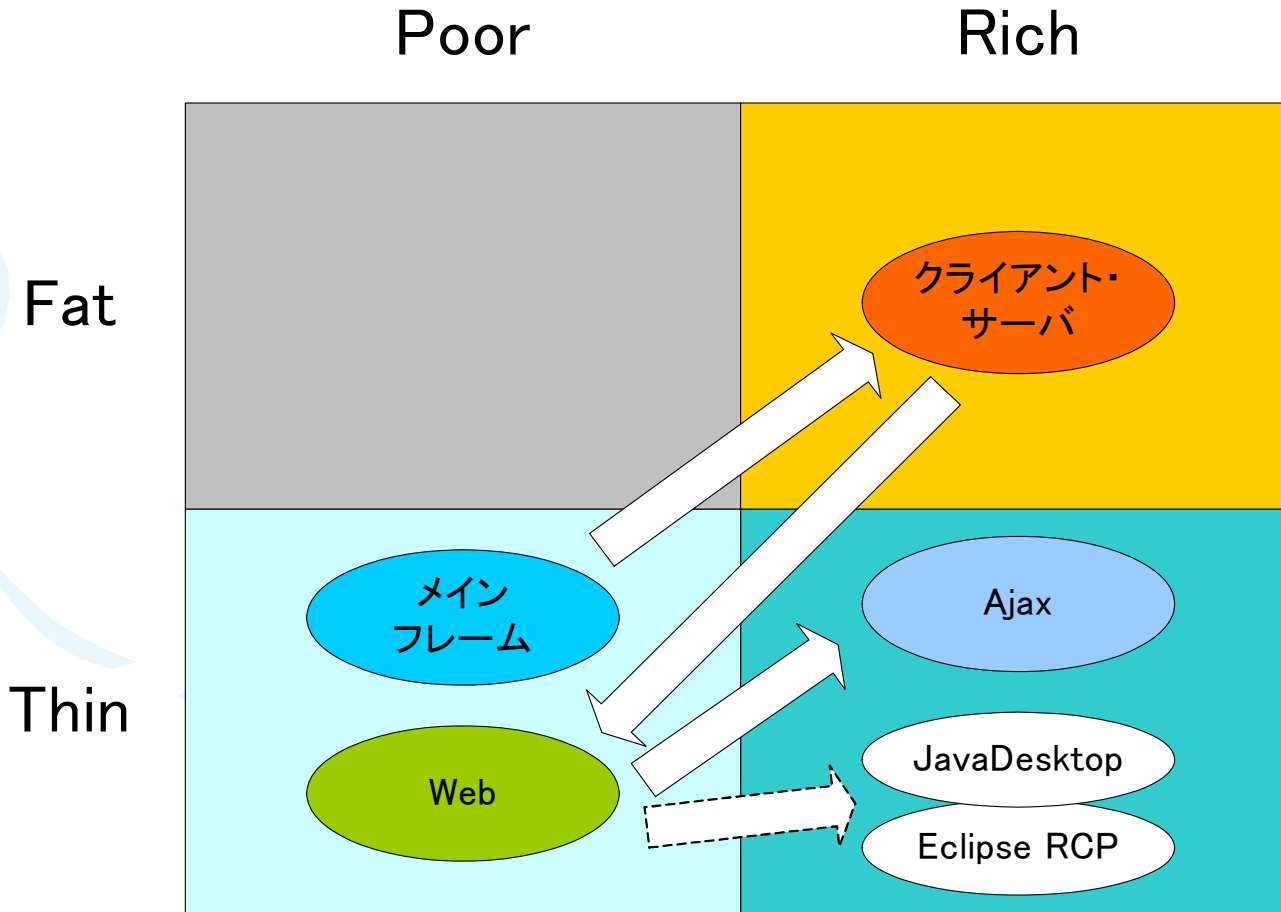 Poor
Rich
Fat
クライアント・
サーバ
メイン
フレーム
Ajax
Thin
Web
JavaDesktop
Eclipse RCP